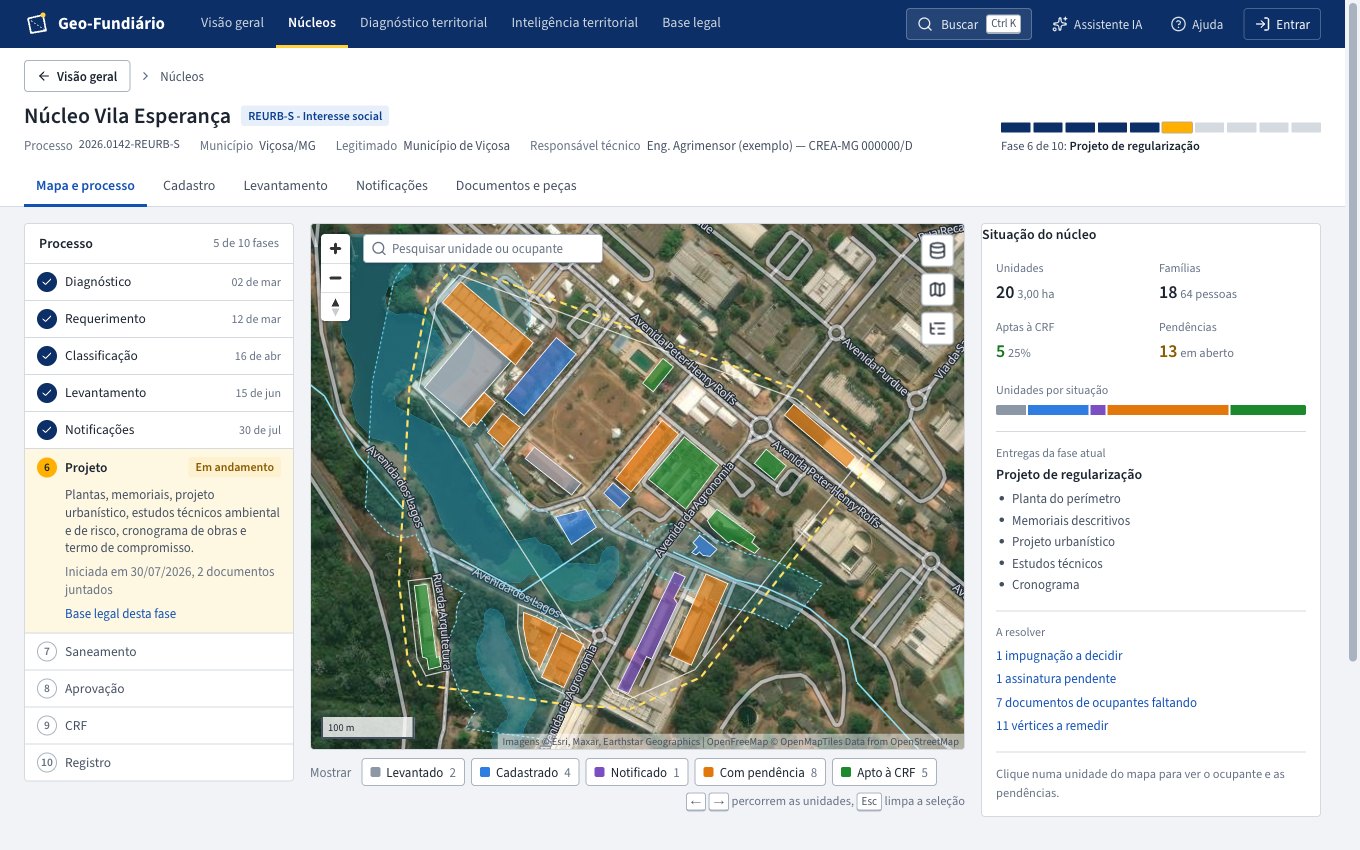 Geo-Fundiário
Visão geral
Núcleos
Diagnóstico territorial
Inteligência territorial
Base legal
Buscar Ctrl K
Assistente IA
Ajuda
Entrar
Visão geral
Núcleos
Núcleo Vila Esperança
REURB-S - Interesse social
Processo 2026.0142-REURB-S
Município Viçosa/MG
Legitimado Município de Viçosa
Responsável técnico Eng. Agrimensor (exemplo) — CREA-MG 000000/D
Fase 6 de 10: Projeto de regularização
Mapa e processo
Cadastro
Levantamento
Notificações
Documentos e peças
Processo
5 de 10 fases
Diagnóstico
02 de mar
Requerimento
12 de mar
Classificação
16 de abr
Levantamento
15 de jun
Notificações
30 de jul
6
Projeto
Em andamento
Plantas, memoriais, projeto
urbanístico, estudos técnicos ambiental
e de risco, cronograma de obras e
termo de compromisso.
Iniciada em 30/07/2026, 2 documentos
juntados
Base legal desta fase
7
Saneamento
8
Aprovação
9
CRF
10
Registro
Pesquisar unidade ou ocupante
Avenida Peter Henry Rolfs
Avenida Purdue
Avenida dos Lagos
Avenida da Agronomia
Avenida Peter Henry Rolfs
Avenida dos Lagos
Rua da Arquitetura
100 m
Imagens © Esri, Maxar, Earthstar Geographics | OpenFreeMap © OpenMapTiles Data from OpenStreetMap
Mostrar
Levantado 2
Cadastrado 4
Notificado 1
Com pendência 8
Apto à CRF 5
← → percorrem as unidades, Esc limpa a seleção
Situação do núcleo
Unidades
20 3,00 ha
Famílias
18 64 pessoas
Aptas à CRF
5 25%
Pendências
13 em aberto
Unidades por situação
Entregas da fase atual
Projeto de regularização
• Planta do perímetro
• Memoriais descritivos
• Projeto urbanístico
• Estudos técnicos
• Cronograma
A resolver
1 impugnação a decidir
1 assinatura pendente
7 documentos de ocupantes faltando
11 vértices a remedir
Clique numa unidade do mapa para ver o ocupante e as
pendências.